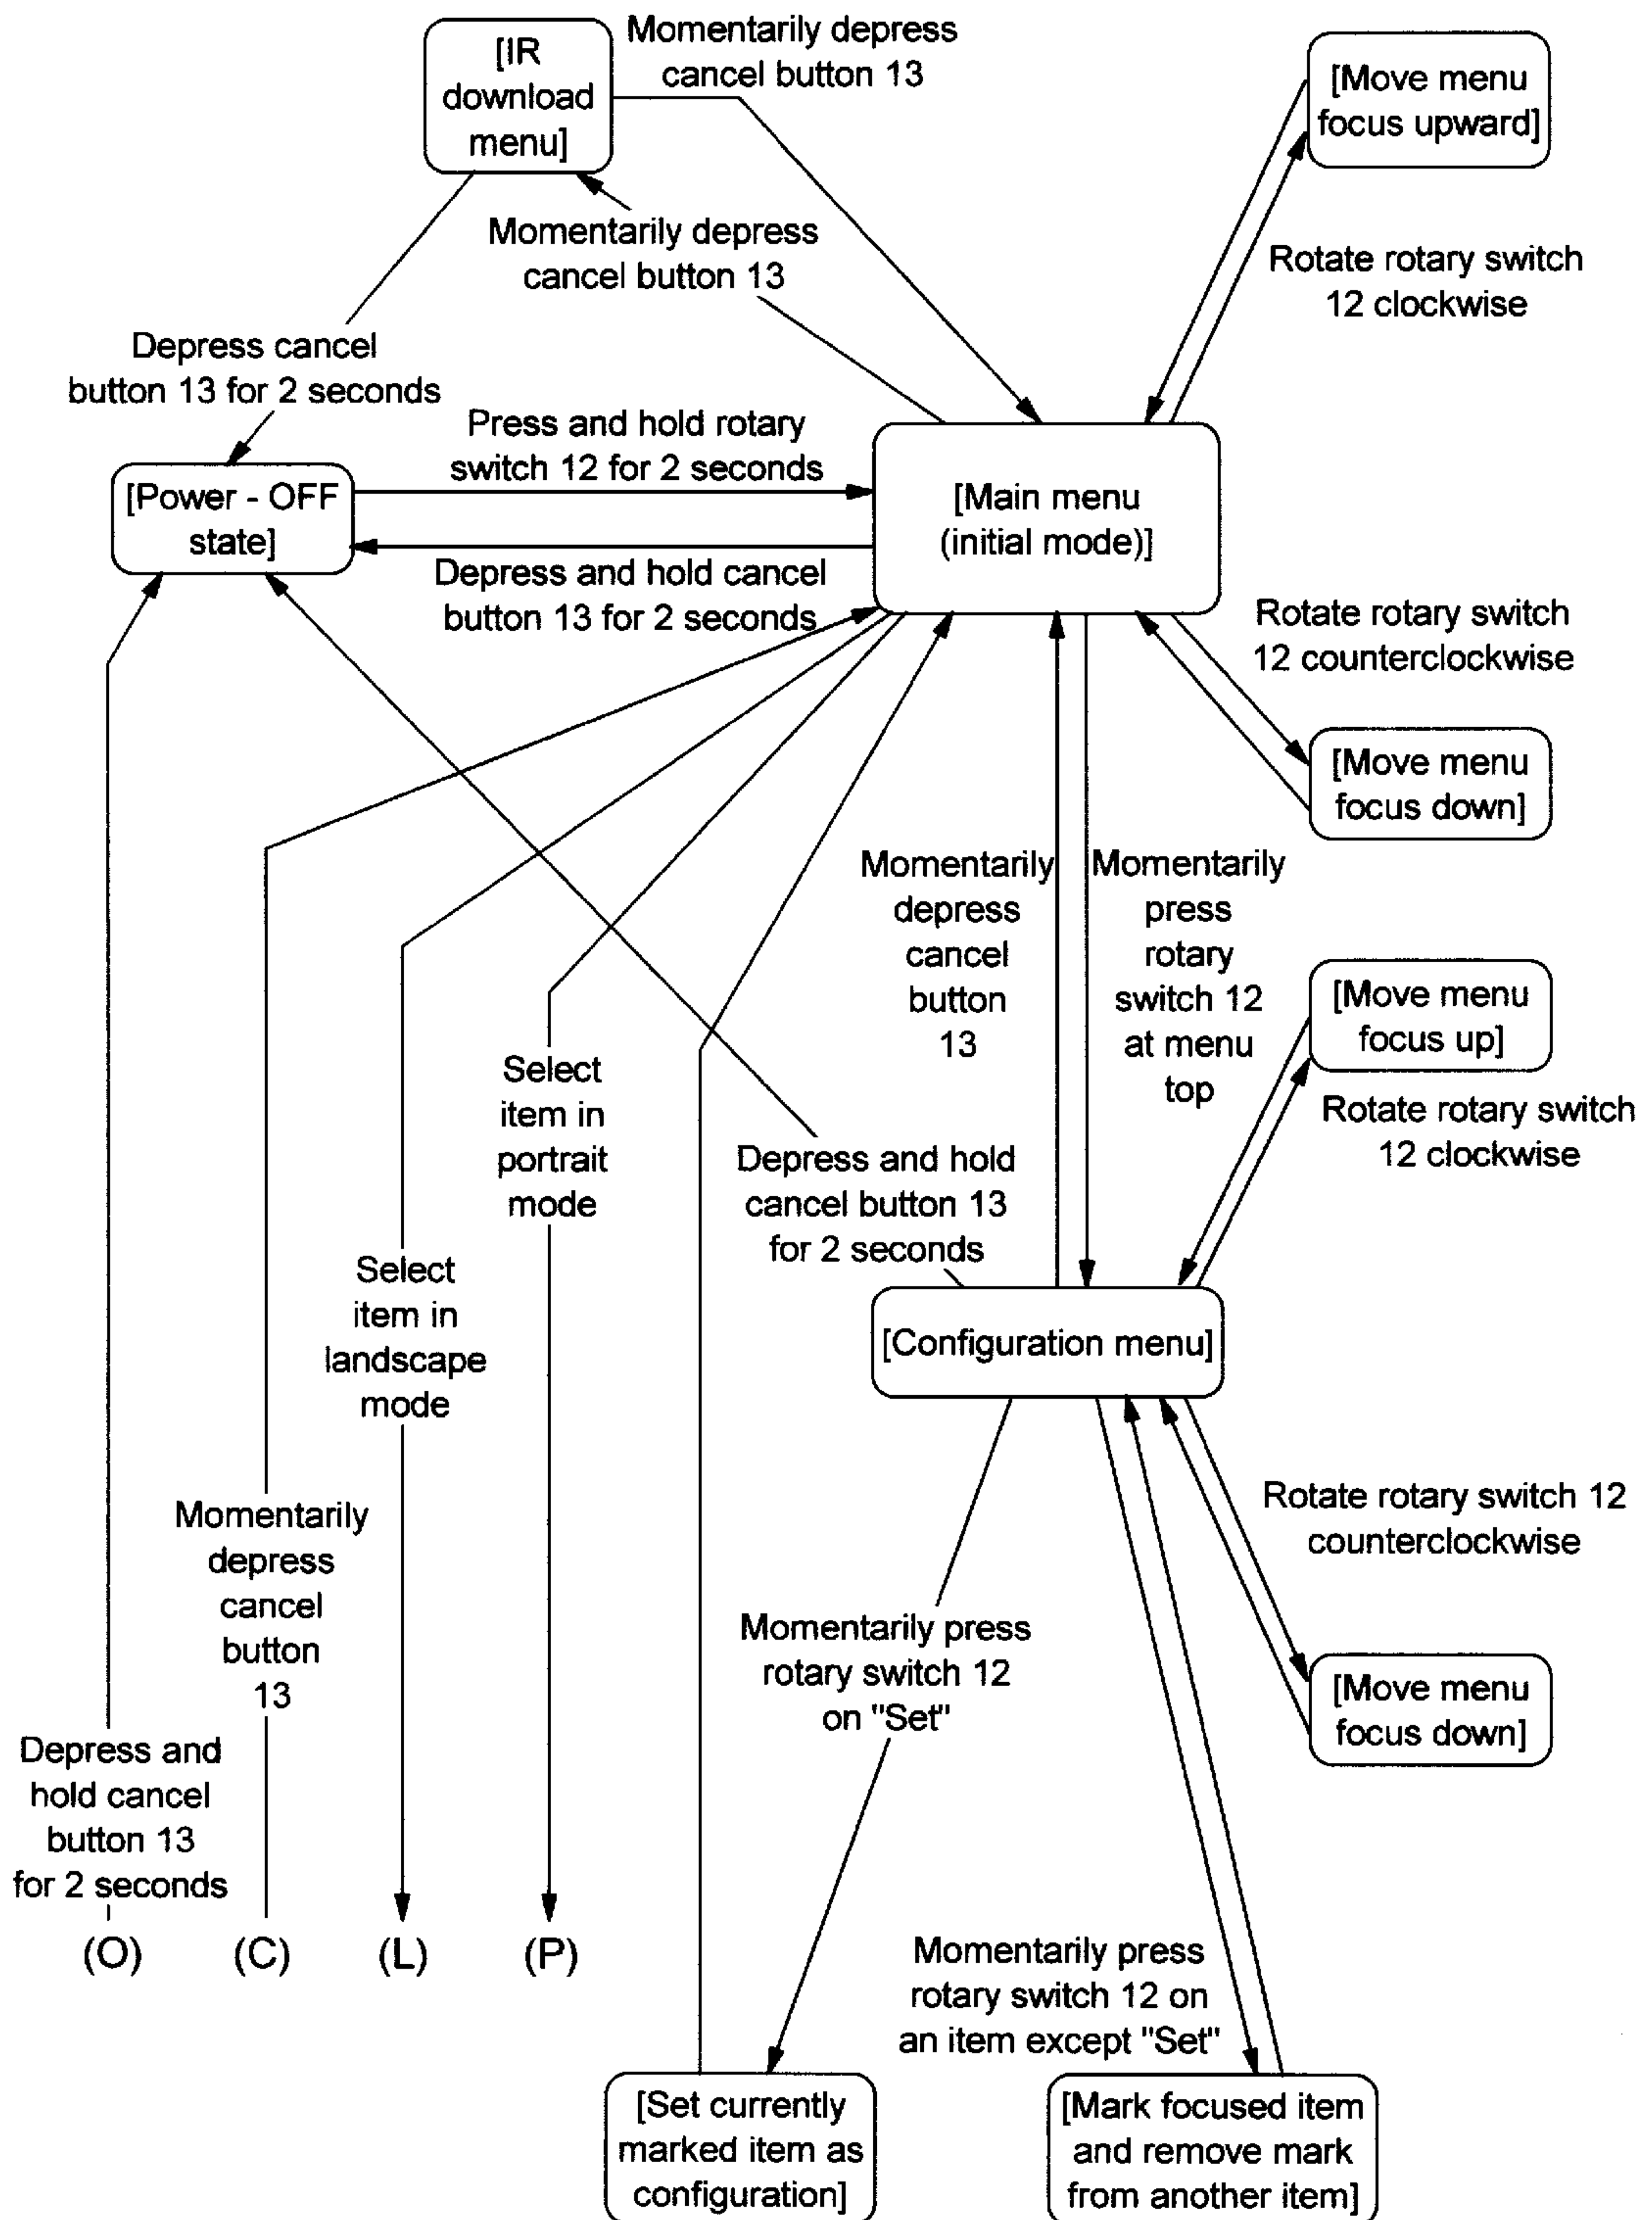 [IR
download
menu]
Momentarily depress
cancel button 13
[Move menu
focus upward]
Momentarily depress
cancel button 13
Rotate rotary switch
12 clockwise
Depress cancel
button 13 for 2 seconds
Press and hold rotary
switch 12 for 2 seconds
[Power - OFF
state]
[Main menu
(initial mode)]
Depress and hold cancel
button 13 for 2 seconds
Rotate rotary switch
12 counterclockwise
[Move menu
focus down]
Momentarily
depress
cancel
button
13
Momentarily
press
rotary
switch 12
at menu
top
[Move menu
focus up]
Rotate rotary switch
12 clockwise
Select
item in
portrait
mode
Depress and hold
cancel button 13
for 2 seconds
Select
item in
landscape
mode
[Configuration menu]
Momentarily
depress
cancel
button
13
Rotate rotary switch 12
counterclockwise
Momentarily press
rotary switch 12
on "Set"
[Move menu
focus down]
Depress and
hold cancel
button 13
for 2 seconds
(O)
(C)
(L)
(P)
Momentarily press
rotary switch 12 on
an item except "Set"
[Set currently
marked item as
configuration]
[Mark focused item
and remove mark
from another item]